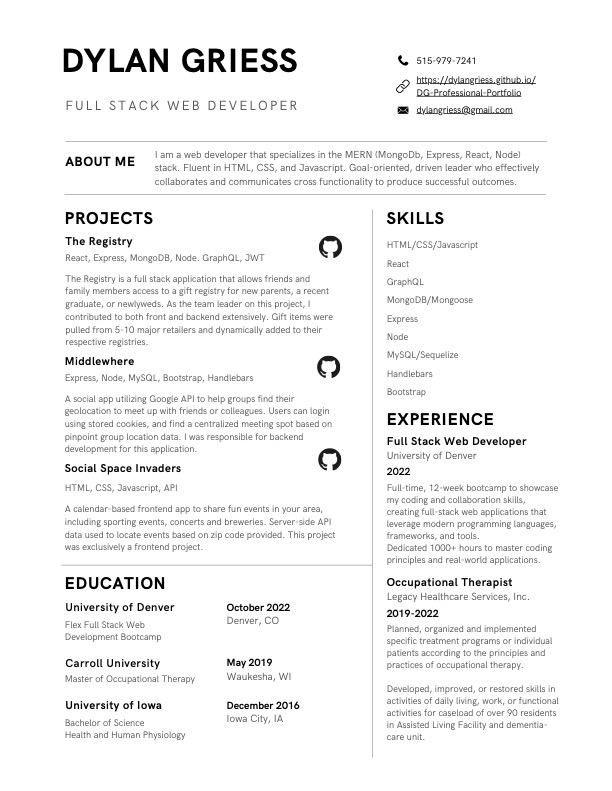 DYLAN GRIESS
FULL STACK WEB DEVELOPER
515-979-7241
https://dylangriess.github.io/
DG-Professional-Portfolio
dylangriess@gmail.com
ABOUT ME
I am a web developer that specializes in the MERN (MongoDb, Express, React, Node)
stack. Fluent in HTML, CSS, and Javascript. Goal-oriented, driven leader who effectively
collaborates and communicates cross functionality to produce successful outcomes.
PROJECTS
The Registry
React, Express, MongoDB, Node. GraphQL, JWT
The Registry is a full stack application that allows friends and
family members access to a gift registry for new parents, a recent
graduate, or newlyweds. As the team leader on this project, I
contributed to both front and backend extensively. Gift items were
pulled from 5-10 major retailers and dynamically added to their
respective registries.
Middlewhere
Express, Node, MySQL, Bootstrap, Handlebars
A social app utilizing Google API to help groups find their
geolocation to meet up with friends or colleagues. Users can login
using stored cookies, and find a centralized meeting spot based on
pinpoint group location data. I was responsible for backend
development for this application.
Social Space Invaders
HTML, CSS, Javascript, API
A calendar-based frontend app to share fun events in your area,
including sporting events, concerts and breweries. Server-side API
data used to locate events based on zip code provided. This project
was exclusively a frontend project.
EDUCATION
University of Denver
October 2022
Flex Full Stack Web
Denver, CO
Development Bootcamp
Carroll University
May 2019
Master of Occupational Therapy
Waukesha, WI
University of Iowa
December 2016
Bachelor of Science
Iowa City, IA
Health and Human Physiology
SKILLS
HTML/CSS/Javascript
React
GraphQL
MongoDB/Mongoose
Express
Node
MySQL/Sequelize
Handlebars
Bootstrap
EXPERIENCE
Full Stack Web Developer
University of Denver
2022
Full-time, 12-week bootcamp to showcase
my coding and collaboration skills,
creating full-stack web applications that
leverage modern programming languages,
frameworks, and tools.
Dedicated 1000+ hours to master coding
principles and real-world applications.
Occupational Therapist
Legacy Healthcare Services, Inc.
2019-2022
Planned, organized and implemented
specific treatment programs or individual
patients according to the principles and
practices of occupational therapy.
Developed, improved, or restored skills in
activities of daily living, work, or functional
activities for caseload of over 90 residents
in Assisted Living Facility and dementia-
care unit.